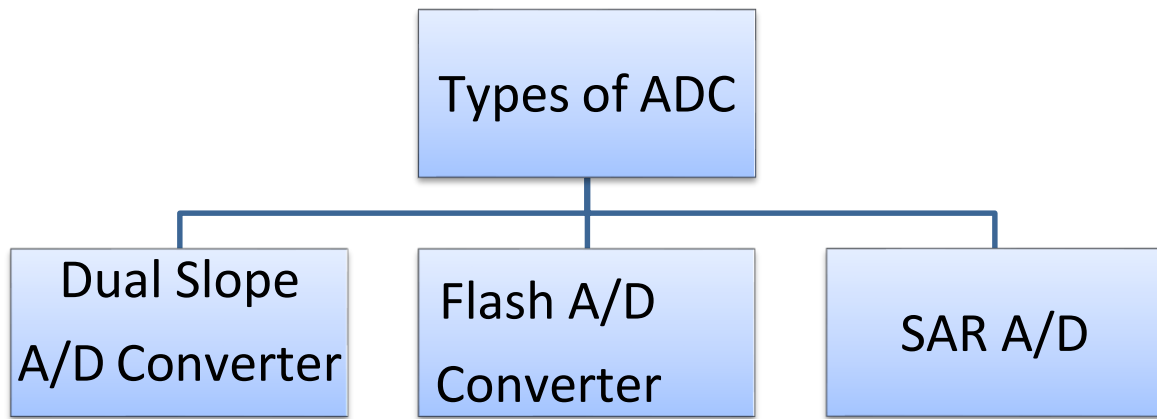 Types of ADC
Dual Slope
A/D Converter
Flash A/D
Converter
SAR A/D